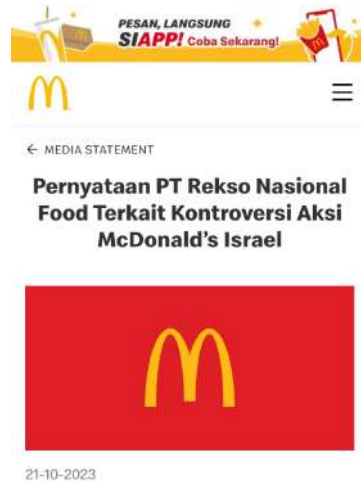 PESAN, LANGSUNG
SIAPP! Coba Sekarang!
← MEDIA STATEMENT
Pernyataan PT Rekso Nasional
Food Terkait Kontroversi Aksi
McDonald's Israel
21-10-2023